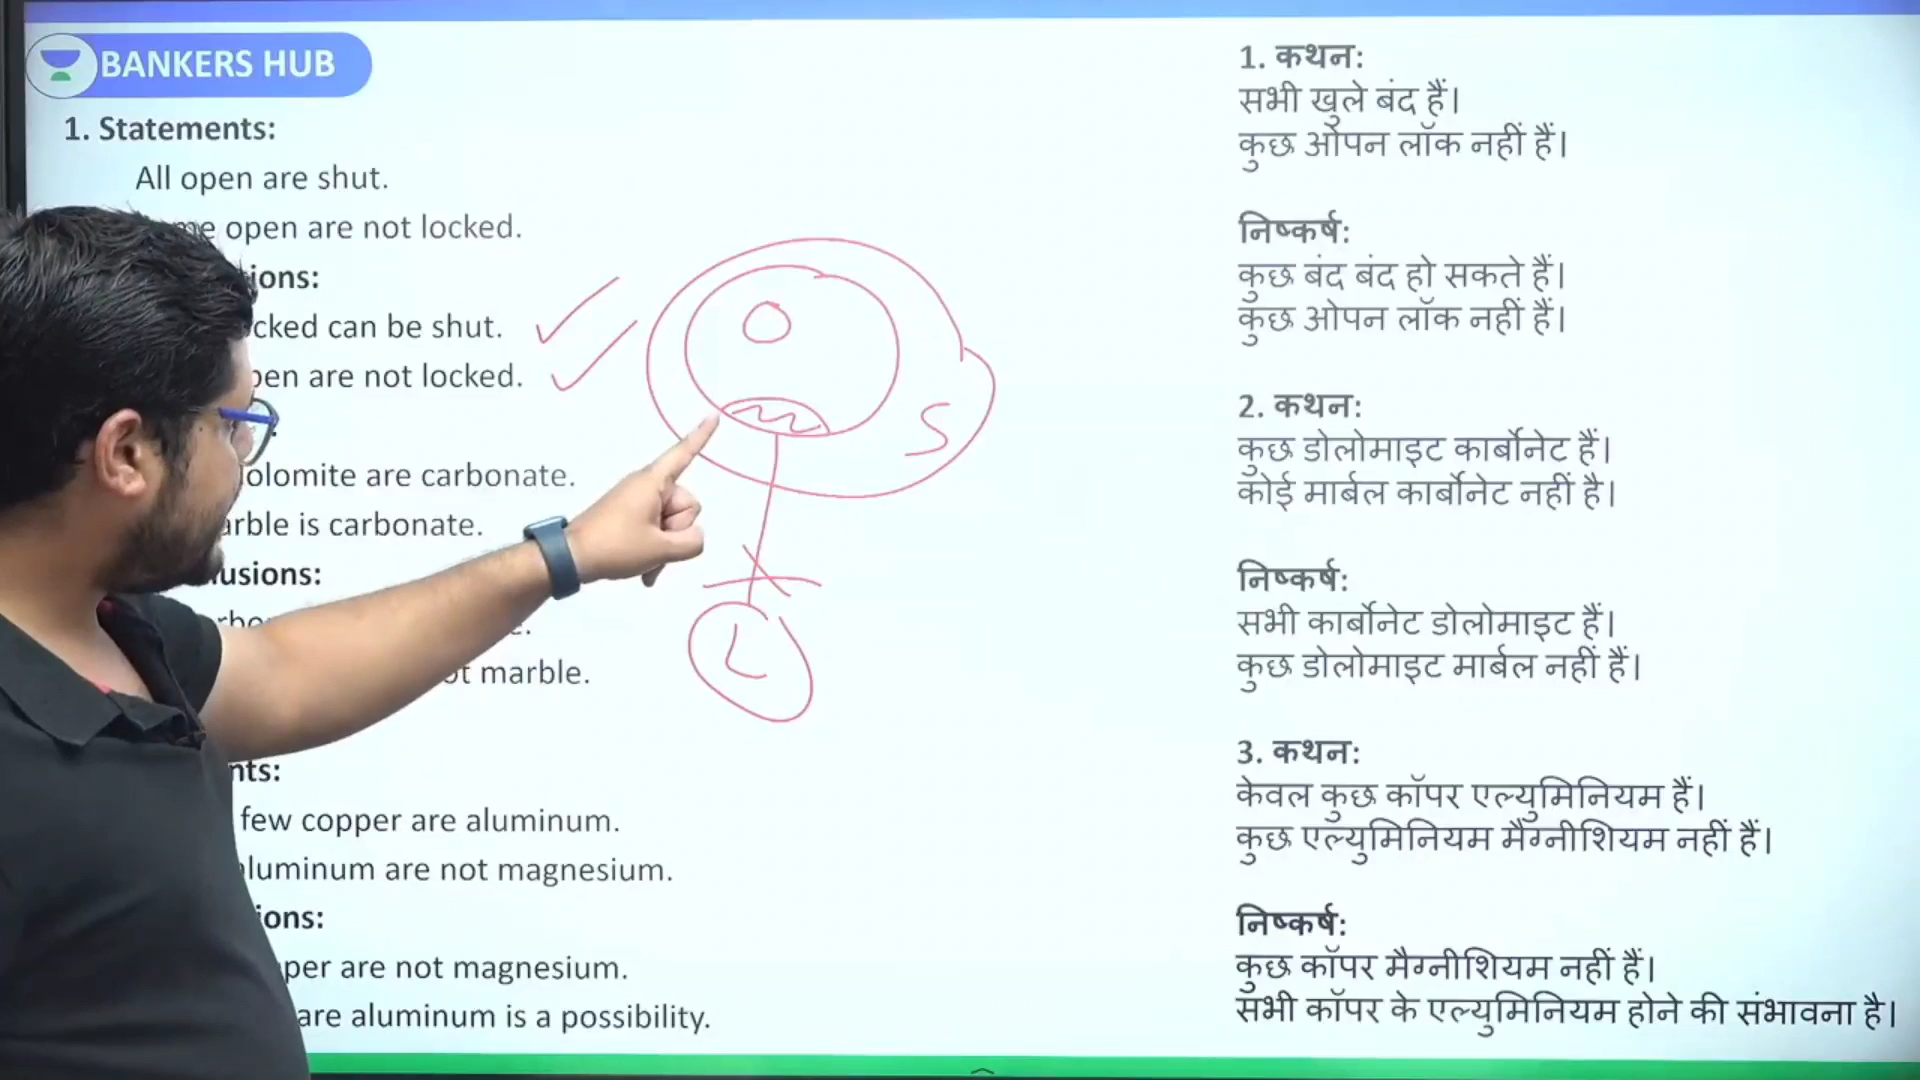 BANKERS HUB
1. Statements:
All open are shut.
open are not locked.
ions:
cked can be shut.
pen are not locked.
olomite are carbonate.
arble is carbonate.
lusions:
ot marble.
nts:
few copper are aluminum.
luminum are not magnesium.
ions:
per are not magnesium.
are aluminum is a possibility.
S
L
1. कथन:
सभी खुले बंद हैं।
कुछ ओपन लॉक नहीं हैं।
निष्कर्ष:
कुछ बंद बंद हो सकते हैं।
कुछ ओपन लॉक नहीं हैं।
2. कथन:
कुछ डोलोमाइट कार्बोनेट हैं।
कोई मार्बल कार्बोनेट नहीं है।
निष्कर्ष:
सभी कार्बोनेट डोलोमाइट हैं।
कुछ डोलोमाइट मार्बल नहीं हैं।
3. कथन:
केवल कुछ कॉपर एल्युमिनियम हैं।
कुछ एल्युमिनियम मैग्नीशियम नहीं हैं।
निष्कर्ष:
कुछ कॉपर मैग्नीशियम नहीं हैं।
सभी कॉपर के एल्युमिनियम होने की संभावना है।